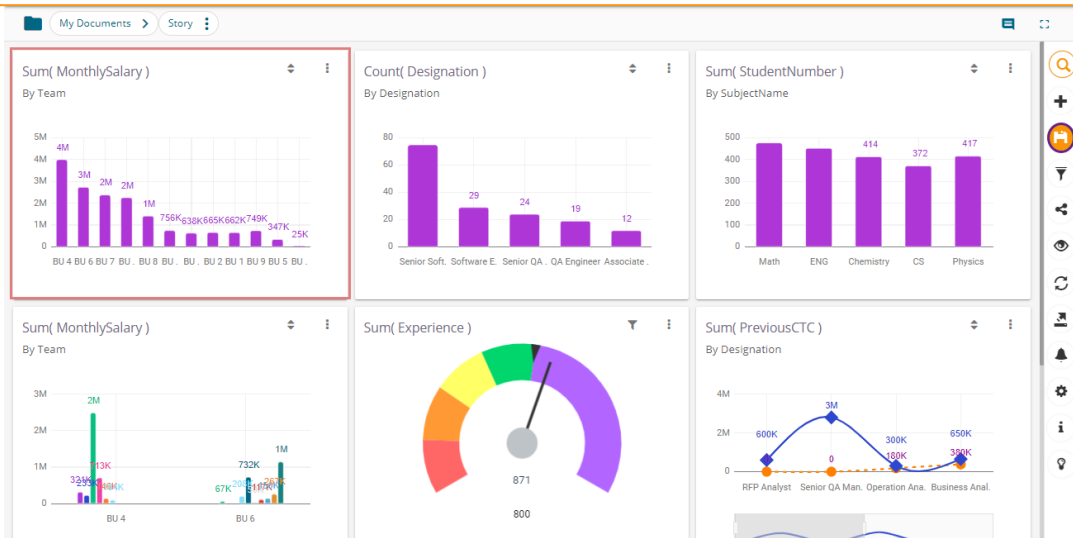 My Documents > Story
Sum( MonthlySalary )
By Team
5M
4M
3M
2M
1M
0
4M
3M
2M
2M
1M
756K
638K
665K
662K
749K
347K
25K
BU 4 BU 6 BU 7 BU . BU 8 BU . BU . BU 2 BU 1 BU 9 BU 5 BU .
Count( Designation )
By Designation
80
60
40
20
0
29
24
19
12
Senior Soft. Software E. Senior QA . QA Engineer Associate .
Sum( StudentNumber )
By SubjectName
500
400
300
200
100
0
414
372
417
Math ENG Chemistry CS Physics
Sum( MonthlySalary )
By Team
3M
2M
2M
1M
0
2M
67K
732K
1M
BU 4 BU 6
Sum( Experience )
871
800
Sum( PreviousCTC )
By Designation
4M
2M
0
600K
3M
0
300K
180K
650K
380K
RFP Analyst Senior QA Man. Operation Ana. Business Anal.